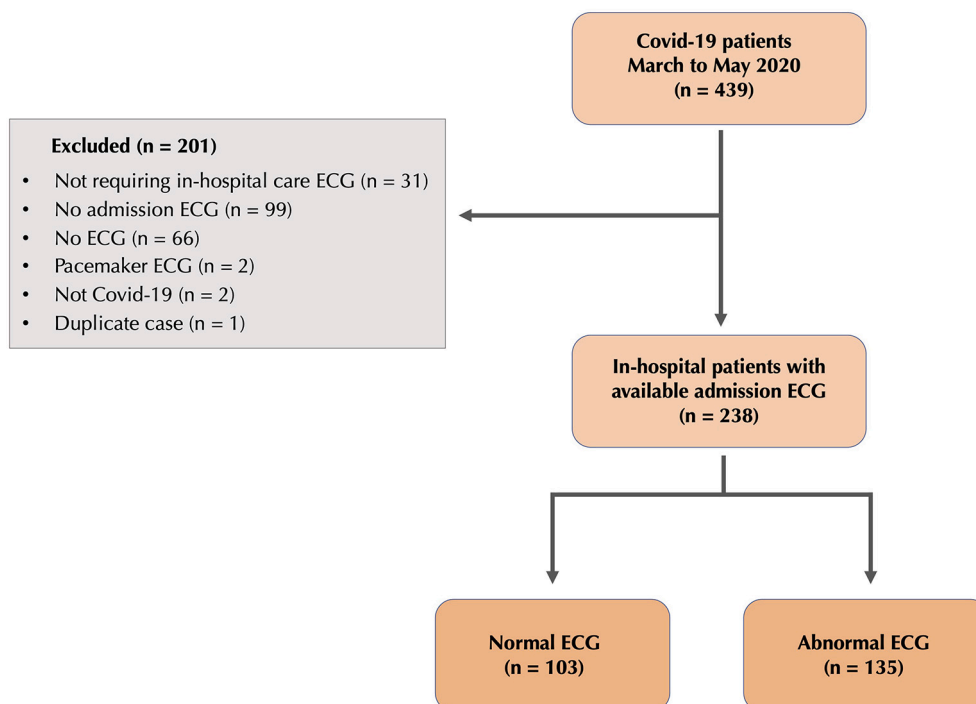 Covid-19 patients
March to May 2020
(n = 439)
Excluded (n = 201)
• Not requiring in-hospital care ECG (n = 31)
• No admission ECG (n = 99)
• No ECG (n = 66)
• Pacemaker ECG (n = 2)
• Not Covid-19 (n = 2)
• Duplicate case (n = 1)
In-hospital patients with
available admission ECG
(n = 238)
Normal ECG
(n = 103)
Abnormal ECG
(n = 135)